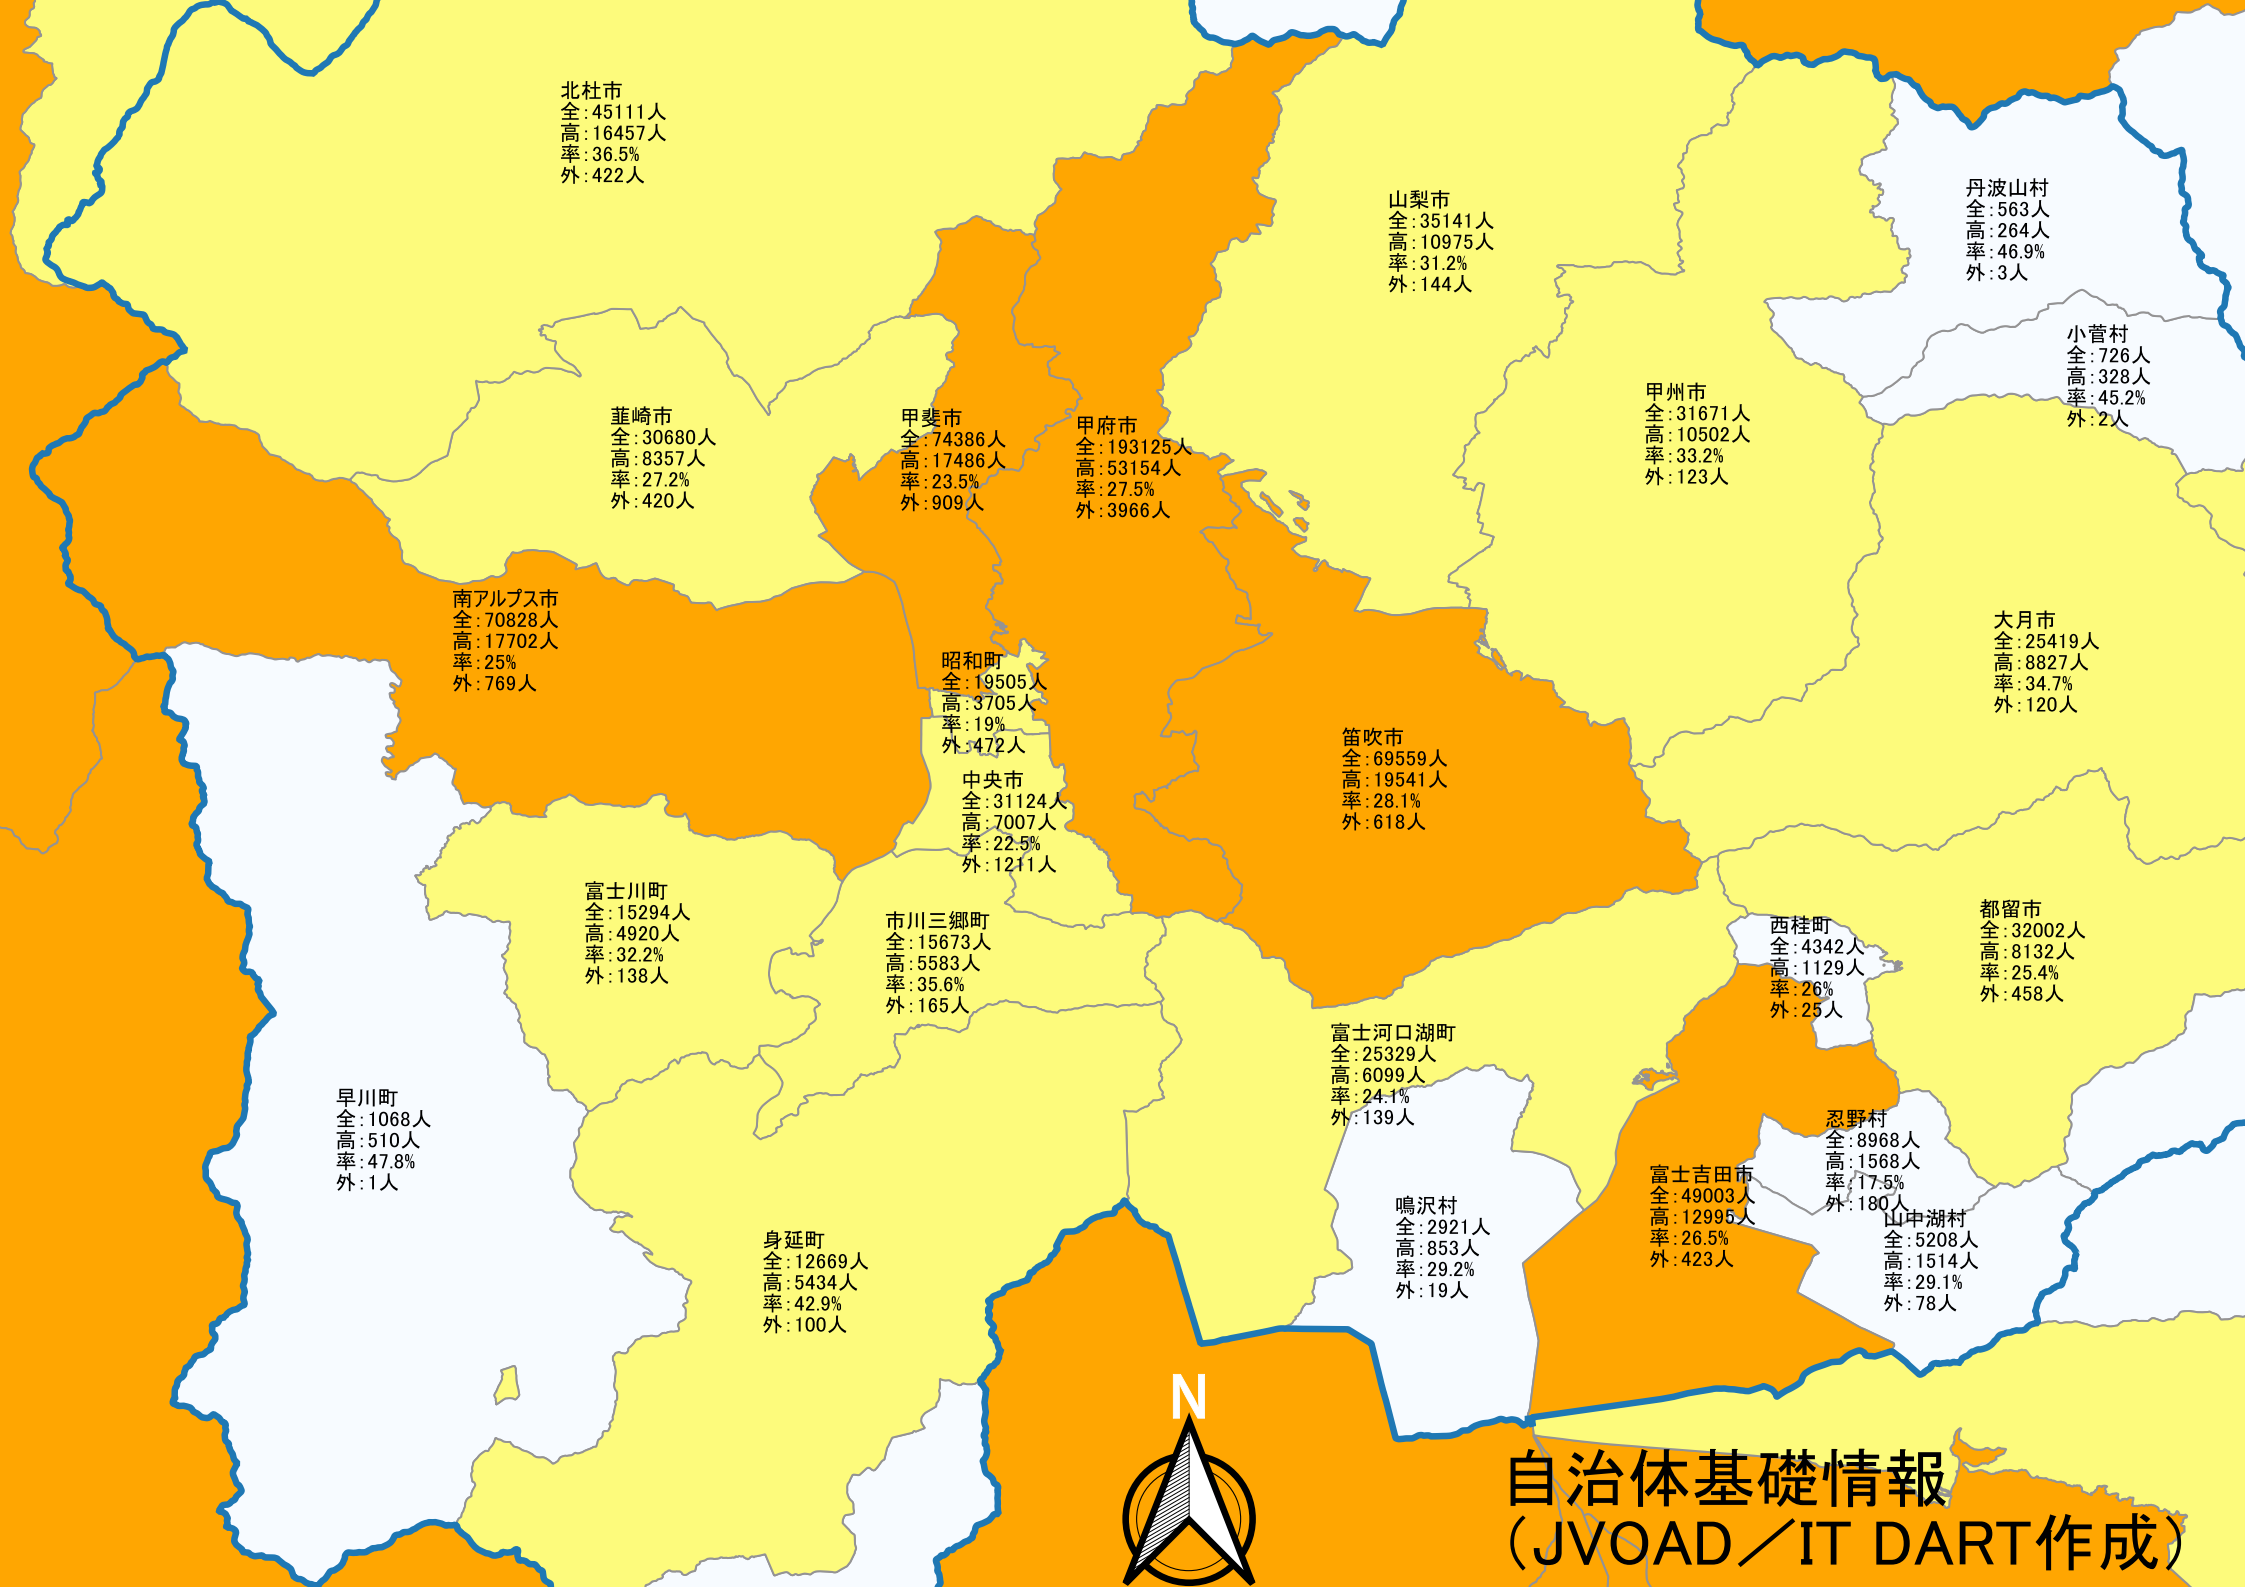 北杜市
全:45111人
高:16457人
率:36.5%
外:422人
山梨市
全:35141人
高:10975人
率:31.2%
外:144人
丹波山村
全:563人
高:264人
率:46.9%
外:3人
小菅村
全:726人
高:328人
率:45.2%
外:2人
韮崎市
全:30680人
高:8357人
率:27.2%
外:420人
甲斐市
全:74386人
高:17486人
率:23.5%
外:909人
甲府市
全:193125人
高:53154人
率:27.5%
外:3966人
甲州市
全:31671人
高:10502人
率:33.2%
外:123人
南アルプス市
全:70828人
高:17702人
率:25%
外:769人
昭和町
全:19505人
高:3705人
率:19%
外:472人
大月市
全:25419人
高:8827人
率:34.7%
外:120人
笛吹市
全:69559人
高:19541人
率:28.1%
外:618人
中央市
全:31124人
高:7007人
率:22.5%
外:1211人
富士川町
全:15294人
高:4920人
率:32.2%
外:138人
市川三郷町
全:15673人
高:5583人
率:35.6%
外:165人
西桂町
全:4342人
高:1129人
率:26%
外:25人
都留市
全:32002人
高:8132人
率:25.4%
外:458人
富士河口湖町
全:25329人
高:6099人
率:24.1%
外:139人
早川町
全:1068人
高:510人
率:47.8%
外:1人
忍野村
全:8968人
高:1568人
率:17.5%
外:180人
富士吉田市
全:49003人
高:12995人
率:26.5%
外:423人
鳴沢村
全:2921人
高:853人
率:29.2%
外:19人
山中湖村
全:5208人
高:1514人
率:29.1%
外:78人
身延町
全:12669人
高:5434人
率:42.9%
外:100人
N
自治体基礎情報
(JVOAD/IT DART作成)